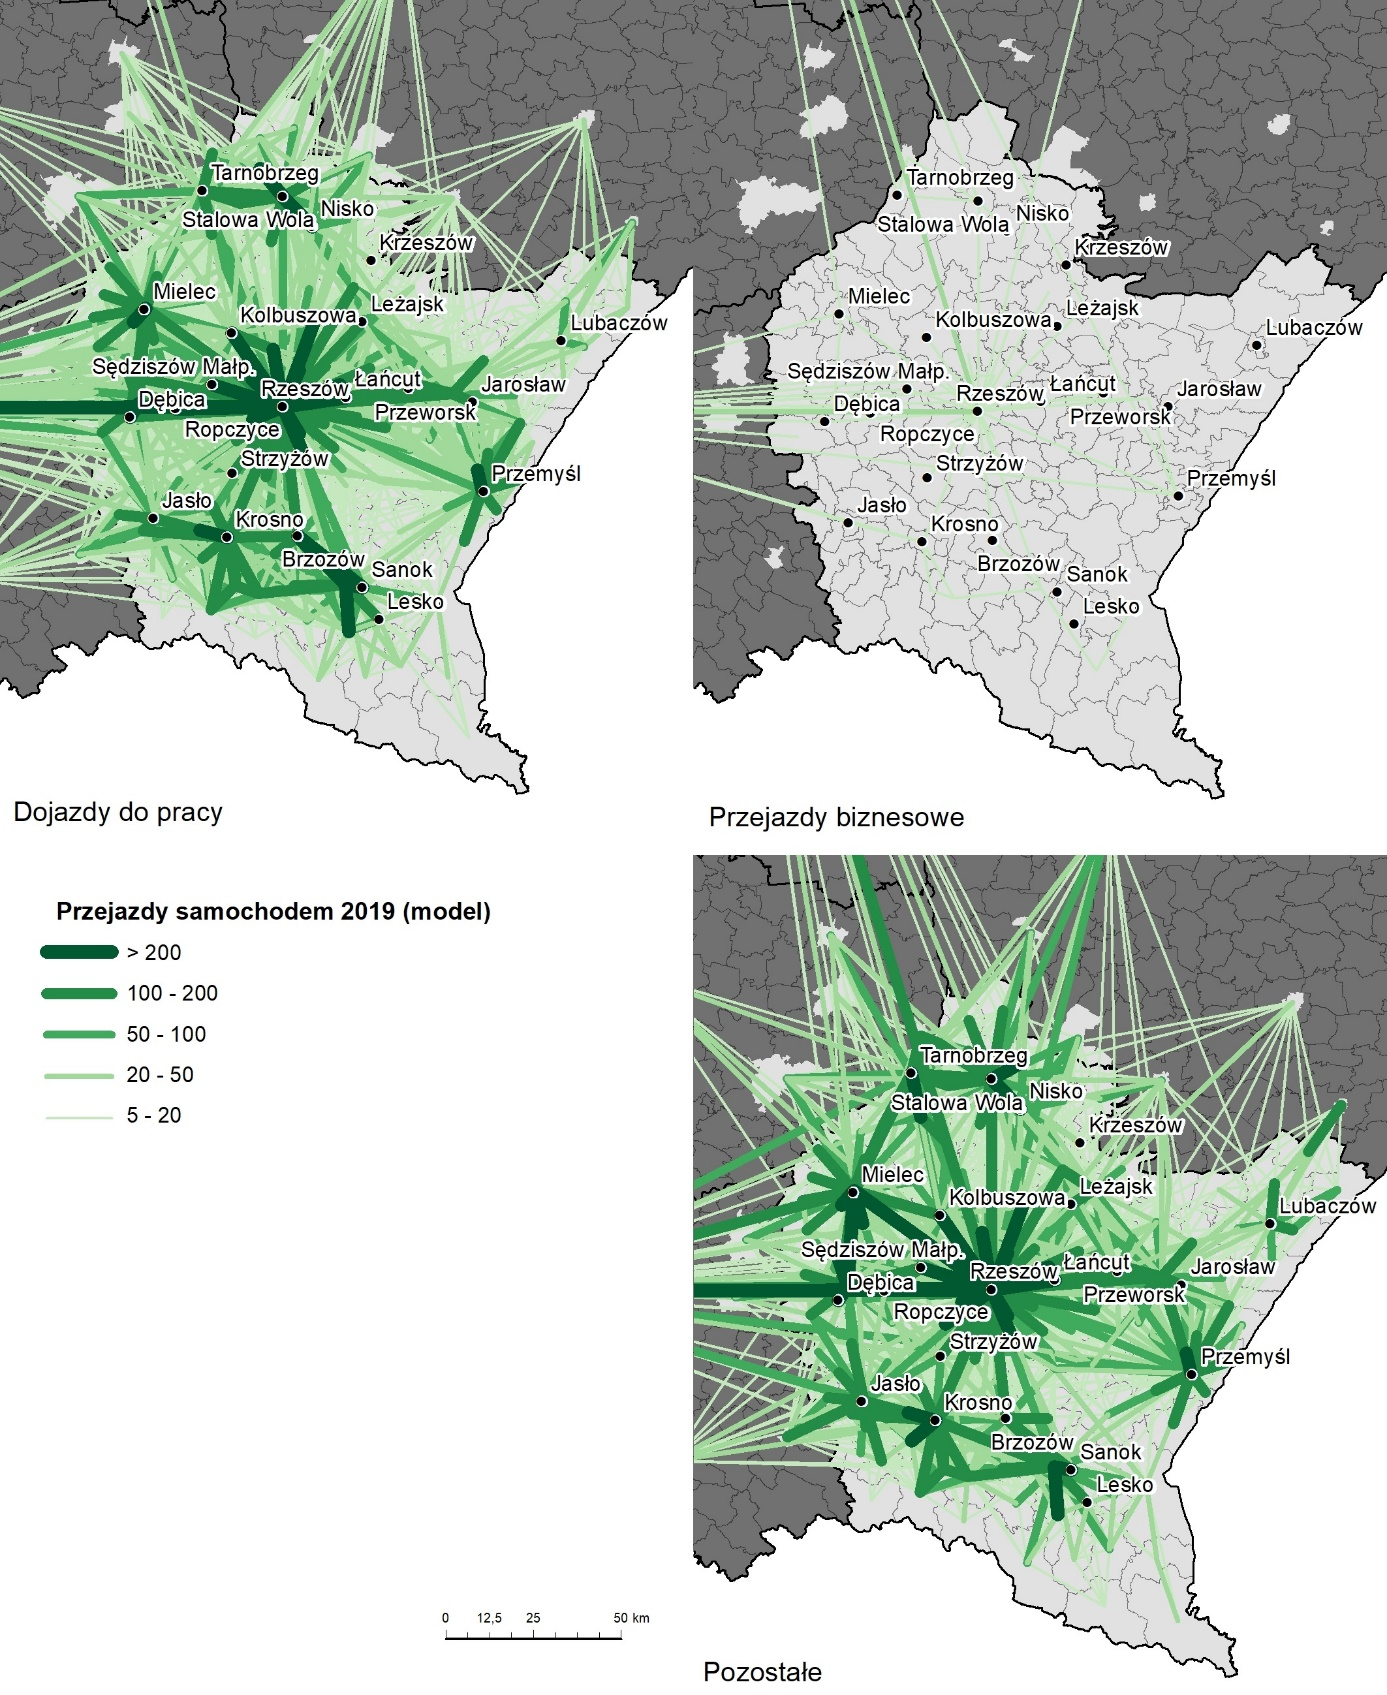 Tarnobrzeg
Stalowa Wola
Nisko
Krzeszów
Mielec
Kolbuszowa
Leżajsk
Lubaczów
Sędziszów Małp.
Rzeszów
Łańcut
Jarosław
Dębica
Przeworsk
Ropczyce
Strzyżów
Przemyśl
Jasło
Krosno
Brzozów
Sanok
Lesko
Dojazdy do pracy
Tarnobrzeg
Stalowa Wola
Nisko
Krzeszów
Mielec
Kolbuszowa
Leżajsk
Lubaczów
Sędziszów Małp.
Rzeszów
Łańcut
Jarosław
Dębica
Przeworsk
Ropczyce
Strzyżów
Przemyśl
Jasło
Krosno
Brzozów
Sanok
Lesko
Przejazdy biznesowe
Przejazdy samochodem 2019 (model)
> 200
100 - 200
50 - 100
20 - 50
5 - 20
Tarnobrzeg
Stalowa Wola
Nisko
Krzeszów
Mielec
Kolbuszowa
Leżajsk
Lubaczów
Sędziszów Małp.
Rzeszów
Łańcut
Jarosław
Dębica
Przeworsk
Ropczyce
Strzyżów
Przemyśl
Jasło
Krosno
Brzozów
Sanok
Lesko
0 12,5 25 50 km
Pozostałe